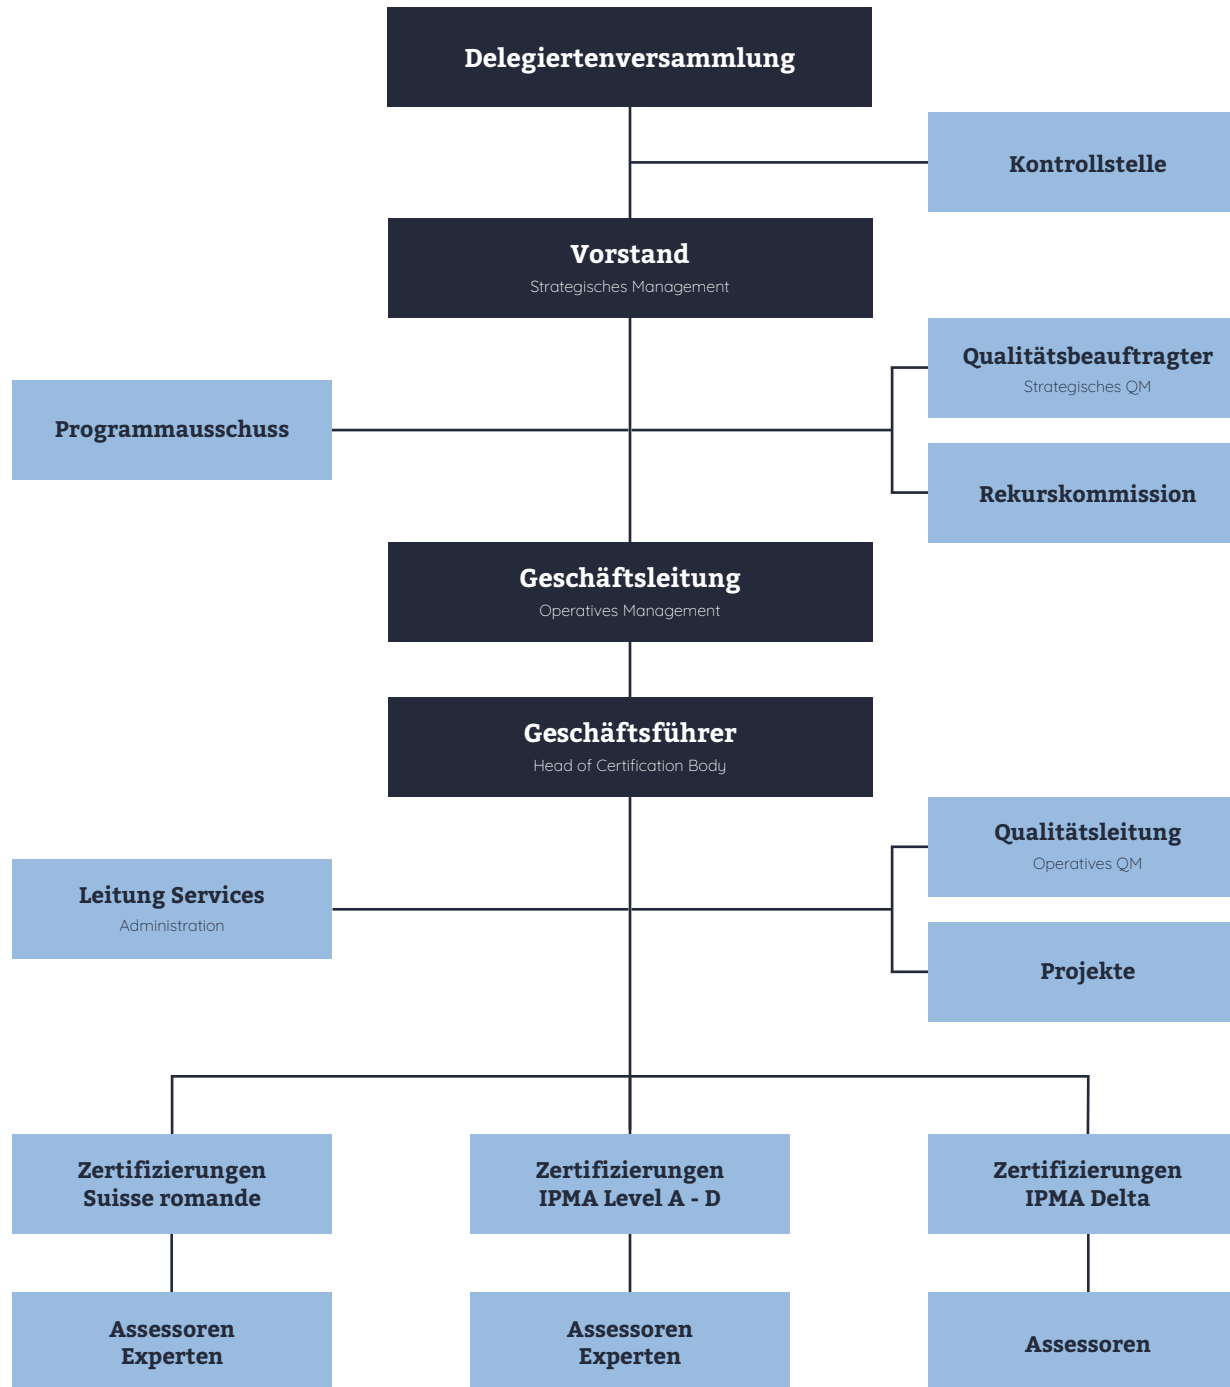 Delegiertenversammlung
Kontrollstelle
Vorstand
Strategisches Management
Qualitätsbeauftragter
Strategisches QM
Programmausschuss
Rekurskommission
Geschäftsleitung
Operatives Management
Geschäftsführer
Head of Certification Body
Qualitätsleitung
Operatives QM
Leitung Services
Administration
Projekte
Zertifizierungen
Suisse romande
Zertifizierungen
IPMA Level A - D
Zertifizierungen
IPMA Delta
Assessoren
Experten
Assessoren
Experten
Assessoren